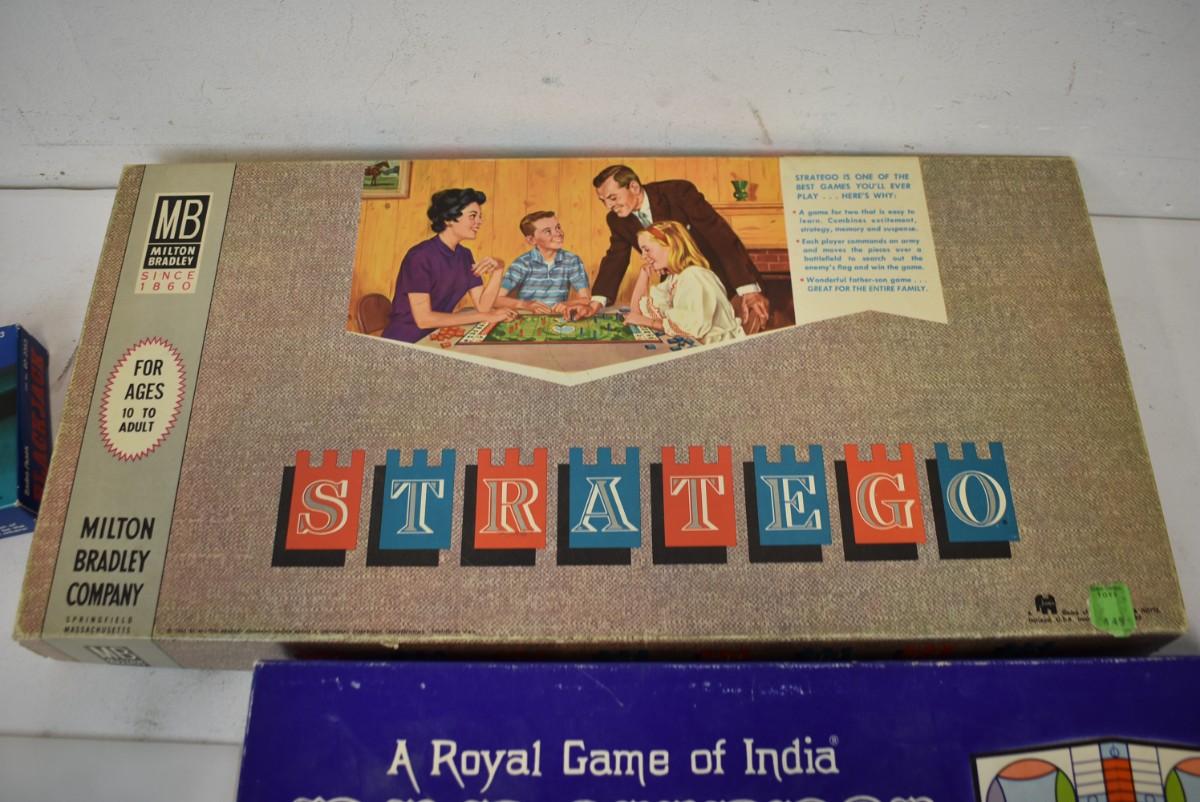 MB
MILTON
BRADLEY
SINCE
1860
FOR
AGES
10 TO
ADULT
MILTON
BRADLEY
COMPANY
SPRINGFIELD
MASSACHUSETTS
STRATEGO IS ONE OF THE
BEST GAMES YOU'LL EVER
PLAY . . . HERE'S WHY:
• A game for two that is easy to
learn. Combines excitement,
strategy, memory and suspense.
• Each player commands an army
and moves the pieces over a
battlefield to search out the
enemy's flag and win the game.
• Wonderful father-son game . . .
GREAT FOR THE ENTIRE FAMILY.
STRATEGO
TOYS
MB
BLACKJACK
A Royal Game of India®